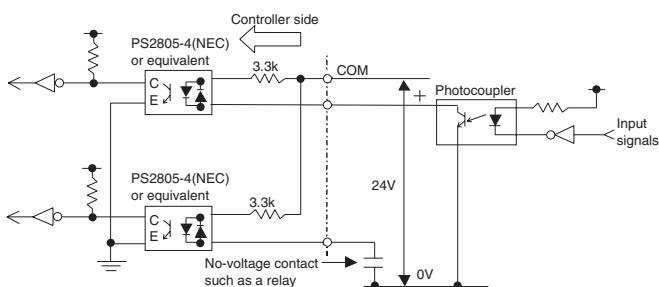 Controller side
PS2805-4(NEC)
or equivalent
3.3k
COM
C
E
+
Photocoupler
Input
signals
PS2805-4(NEC)
or equivalent
3.3k
24V
C
E
No-voltage contact
such as a relay
0V